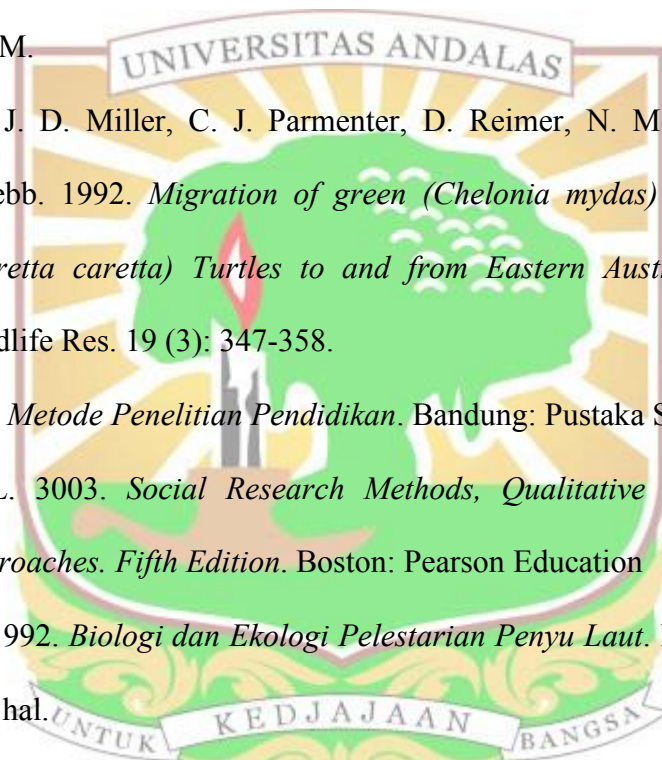 M.
UNIVERSITAS ANDALAS
J. D. Miller, C. J. Parmenter, D. Reimer, N. M.
ebb. 1992. Migration of green (Chelonia mydas)
retta caretta) Turtles to and from Eastern Aust
dlife Res. 19 (3): 347-358.
Metode Penelitian Pendidikan. Bandung: Pustaka S
L. 3003. Social Research Methods, Qualitative
roaches. Fifth Edition. Boston: Pearson Education
992. Biologi dan Ekologi Pelestarian Penyu Laut.
hal.
UNTUK KEDJAJAAN BANGSA